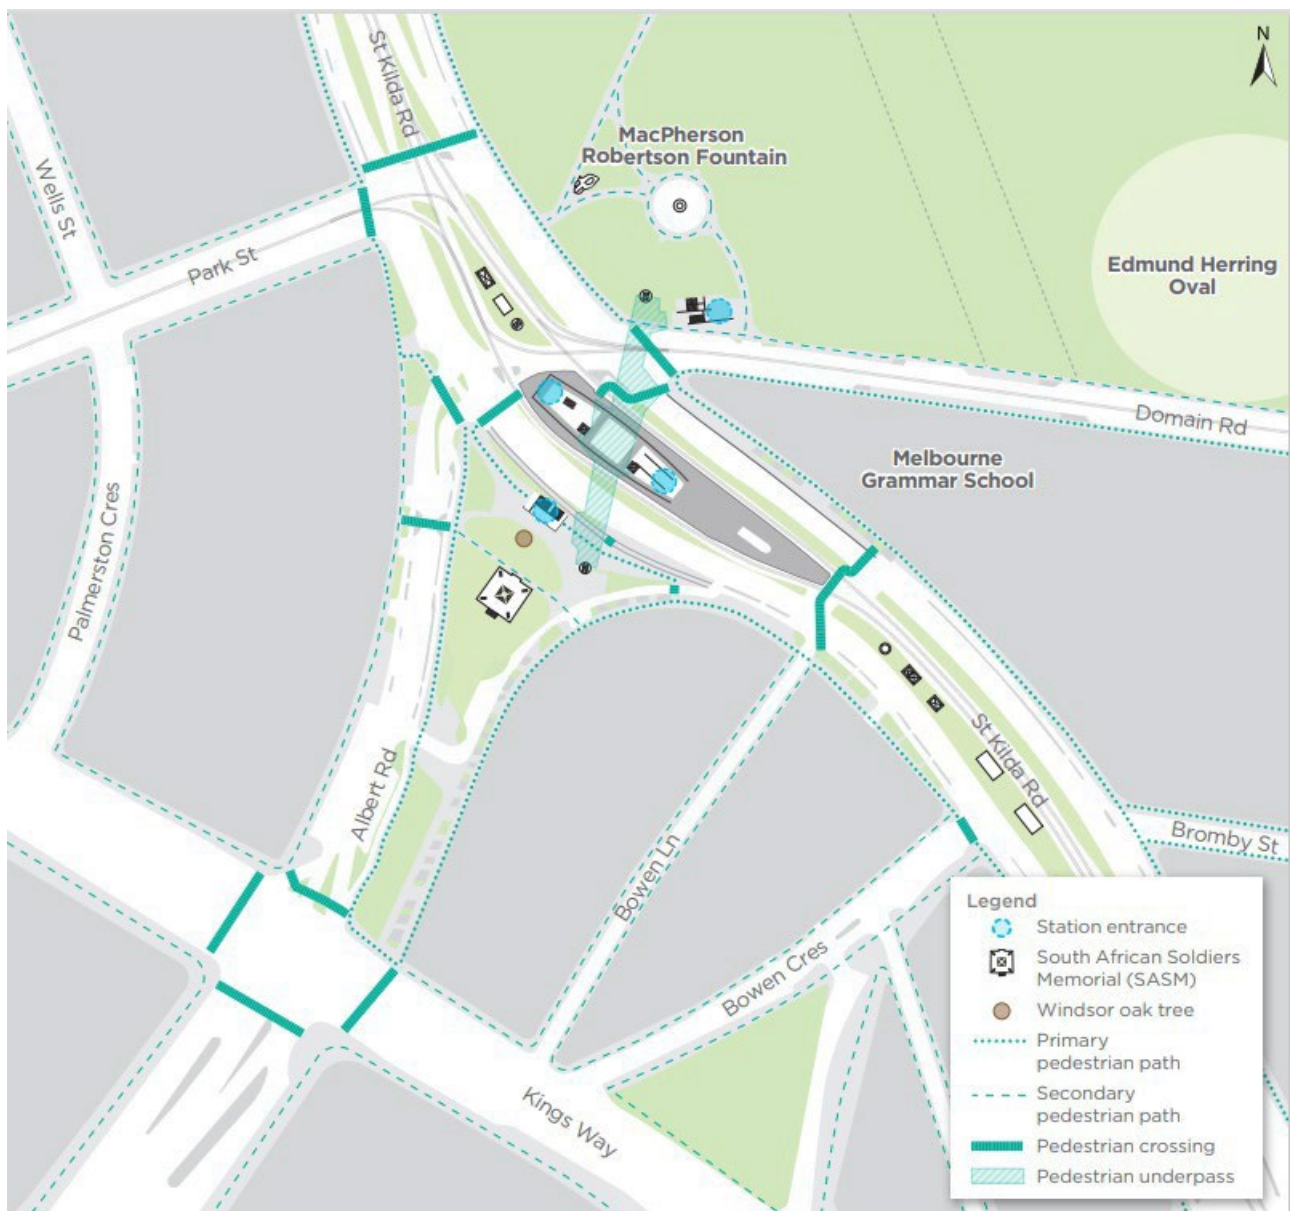 N
St Kilda Rd
MacPherson
Robertson Fountain
Wells St
Park St
Edmund Herring
Oval
Domain Rd
Melbourne
Grammar School
Palmerston Cres
Albert Rd
St Kilda Rd
Bromby St
Bowen Ln
Bowen Cres
Kings Way
Legend
Station entrance
South African Soldiers
Memorial (SASM)
Windsor oak tree
Primary
pedestrian path
Secondary
pedestrian path
Pedestrian crossing
Pedestrian underpass